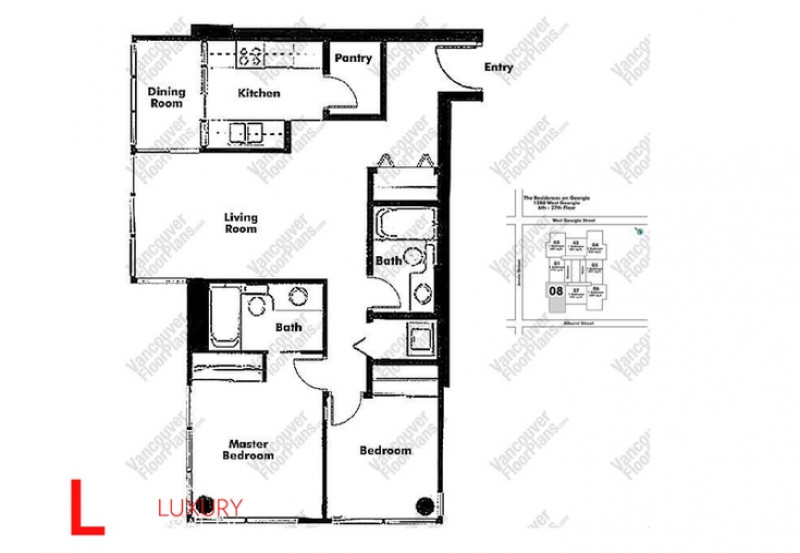 Pantry
Entry
Dining
Room
Kitchen
Living
Room
Bath
Bath
Master
Bedroom
Bedroom
The Residences on Georgia
1288 West Georgia
6th - 27th Floor
West Georgia Street
Jervis Street
02
03
04
01
05
08
07
06
Alberni Street
L LUXURY
Vancouver
FloorPlans.com